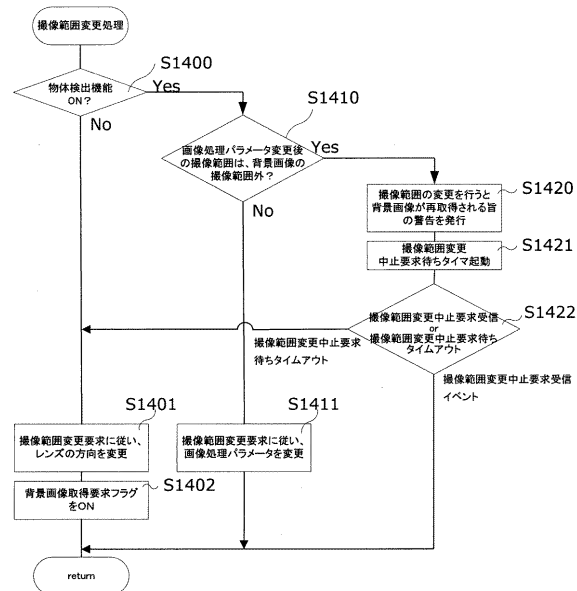 撮像範囲変更処理
S1400
物体検出機能
ON？
Yes
No
S1410
画像処理パラメータ変更後
の撮像範囲は、背景画像の
撮像範囲外？
Yes
No
S1420
撮像範囲の変更を行うと
背景画像が再取得される旨
の警告を発行
S1421
撮像範囲変更
中止要求待ちタイマ起動
S1422
撮像範囲変更中止要求受信
or
撮像範囲変更中止要求待ち
タイムアウト
撮像範囲変更中止要求
待ちタイムアウト
撮像範囲変更中止要求受信
イベント
S1401
撮像範囲変更要求に従い、
レンズの方向を変更
S1411
撮像範囲変更要求に従い、
画像処理パラメータを変更
S1402
背景画像取得要求フラグ
をON
return